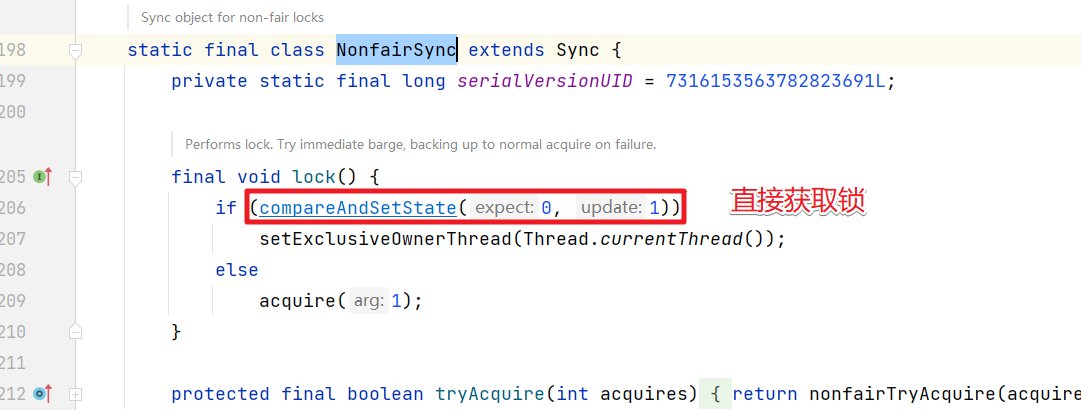 Sync object for non-fair locks
198 static final class NonfairSync extends Sync {
199 private static final long serialVersionUID = 7316153563782823691L;
200
Performs lock. Try immediate barge, backing up to normal acquire on failure.
205 final void lock() {
206 if (compareAndSetState( expect: 0, update: 1)) 直接获取锁
207 setExclusiveOwnerThread(Thread.currentThread());
208 else
209 acquire( arg: 1);
210 }
211
212 protected final boolean tryAcquire(int acquires) { return nonfairTryAcquire(acquire